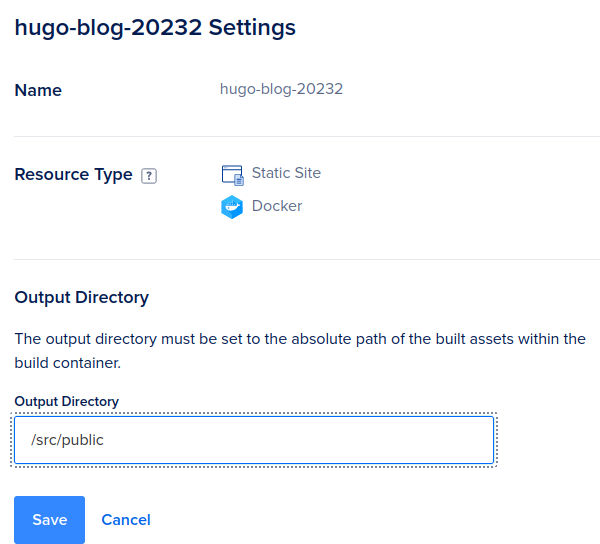 hugo-blog-20232 Settings
Name
hugo-blog-20232
Resource Type ?
Static Site
Docker
Output Directory
The output directory must be set to the absolute path of the built assets within the
build container.
Output Directory
/src/public
Save Cancel